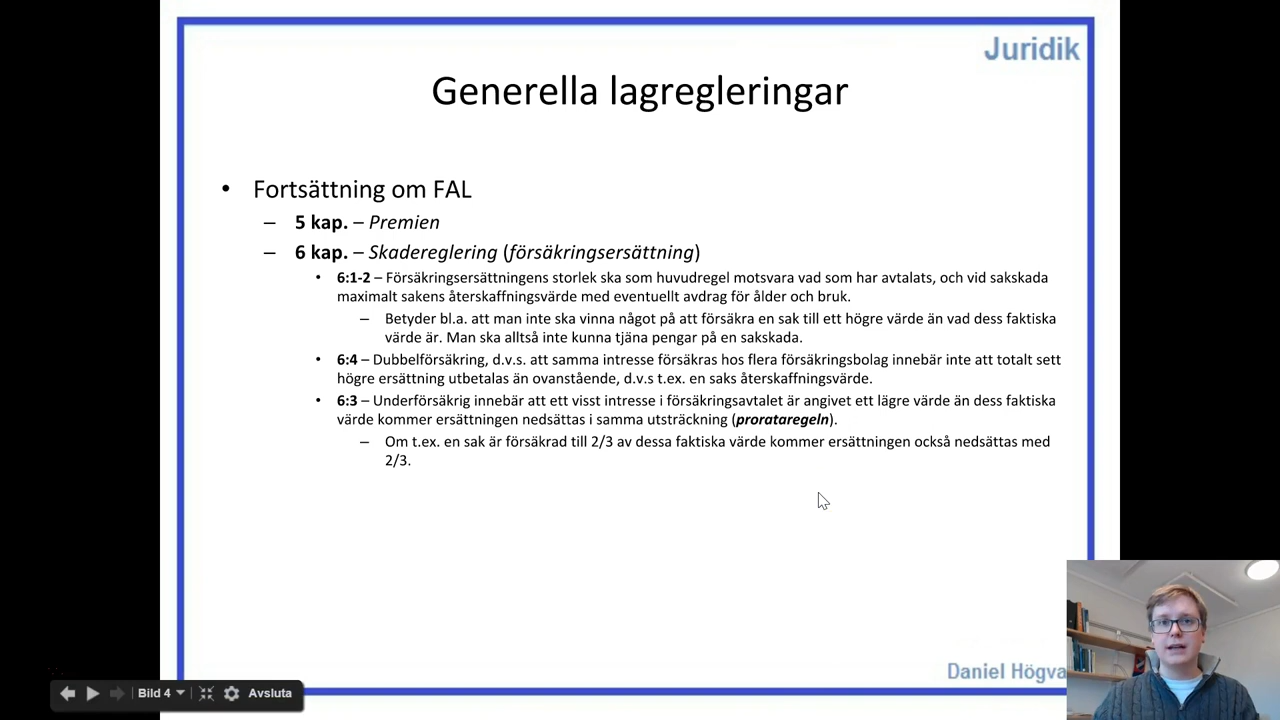 Juridik
Generella lagregleringar
• Fortsättning om FAL
– 5 kap. – Premien
– 6 kap. – Skadereglering (försäkringsersättning)
• 6:1-2 – Försäkringsersättningens storlek ska som huvudregel motsvara vad som har avtalats, och vid sakskada
maximalt sakens återskaffningsvärde med eventuellt avdrag för ålder och bruk.
– Betyder bl.a. att man inte ska vinna något på att försäkra en sak till ett högre värde än vad dess faktiska
värde är. Man ska alltså inte kunna tjäna pengar på en sakskada.
• 6:4 – Dubbelförsäkring, d.v.s. att samma intresse försäkras hos flera försäkringsbolag innebär inte att totalt sett
högre ersättning utbetalas än ovanstående, d.v.s t.ex. en saks återskaffningsvärde.
• 6:3 – Underförsäkrig innebär att ett visst intresse i försäkringsavtalet är angivet ett lägre värde än dess faktiska
värde kommer ersättningen nedsättas i samma utsträckning (prorataregeln).
– Om t.ex. en sak är försäkrad till 2/3 av dessa faktiska värde kommer ersättningen också nedsättas med
2/3.
Daniel Högva
Bild 4 Avsluta